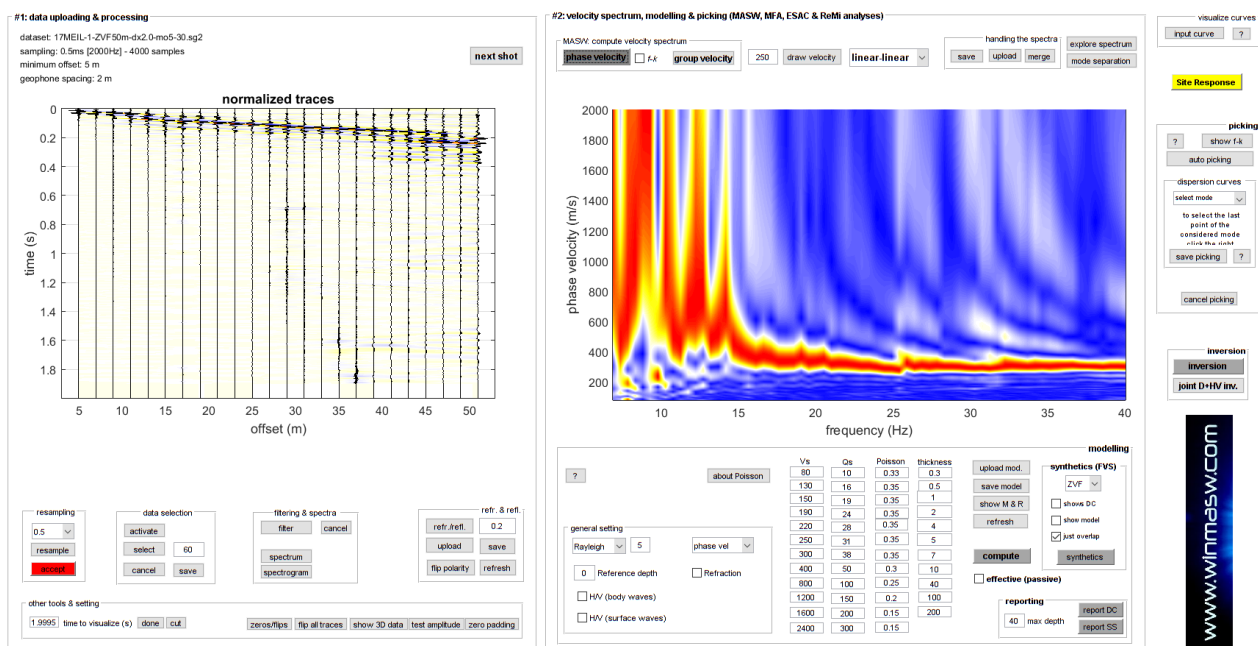 #1: data uploading & processing
dataset: 17MEIL-1-ZVF50m-dx2.0-mo5-30.sg2
sampling: 0.5ms [2000Hz] - 4000 samples
minimum offset: 5 m
geophone spacing: 2 m
next shot
normalized traces
0
0.2
0.4
0.6
0.8
1
1.2
1.4
1.6
1.8
time (s)
5 10 15 20 25 30 35 40 45 50
offset (m)
resampling
0.5
resample
accept
data selection
activate
select 60
cancel save
filtering & spectra
filter cancel
spectrum
spectrogram
refr. & refl.
refr./refl. 0.2
upload save
flip polarity refresh
other tools & setting
1.9995 time to visualize (s) done cut
zeros/flips flip all traces show 3D data test amplitude zero padding
#2: velocity spectrum, modelling & picking (MASW, MFA, ESAC & ReMi analyses)
MASW: compute velocity spectrum
phase velocity f-k group velocity
250 draw velocity linear-linear
handling the spectra
save upload merge
explore spectrum
mode separation
2000
1800
1600
1400
1200
1000
800
600
400
200
phase velocity (m/s)
10 15 20 25 30 35 40
frequency (Hz)
modelling
?
about Poisson
general setting
Rayleigh 5 phase vel
0 Reference depth Refraction
H/V (body waves)
H/V (surface waves)
Vs Qs Poisson thickness
80 10 0.33 0.3
130 16 0.35 0.5
150 19 0.35 1
190 24 0.35 2
220 28 0.35 4
250 31 0.35 5
300 38 0.35 7
400 50 0.3 10
800 100 0.25 40
1200 150 0.2 100
1600 200 0.15 200
2400 300 0.15
upload mod.
save model
show M & R
refresh
compute
effective (passive)
synthetics (FVS)
ZVF
shows DC
show model
just overlap
synthetics
reporting
40 max depth
report DC
report SS
visualize curves
input curve ?
Site Response
picking
? show f-k
auto picking
dispersion curves
select mode
to select the last
point of the
considered mode
click the right
save picking ?
cancel picking
inversion
inversion
joint D+HV inv.
www.winmasw.com